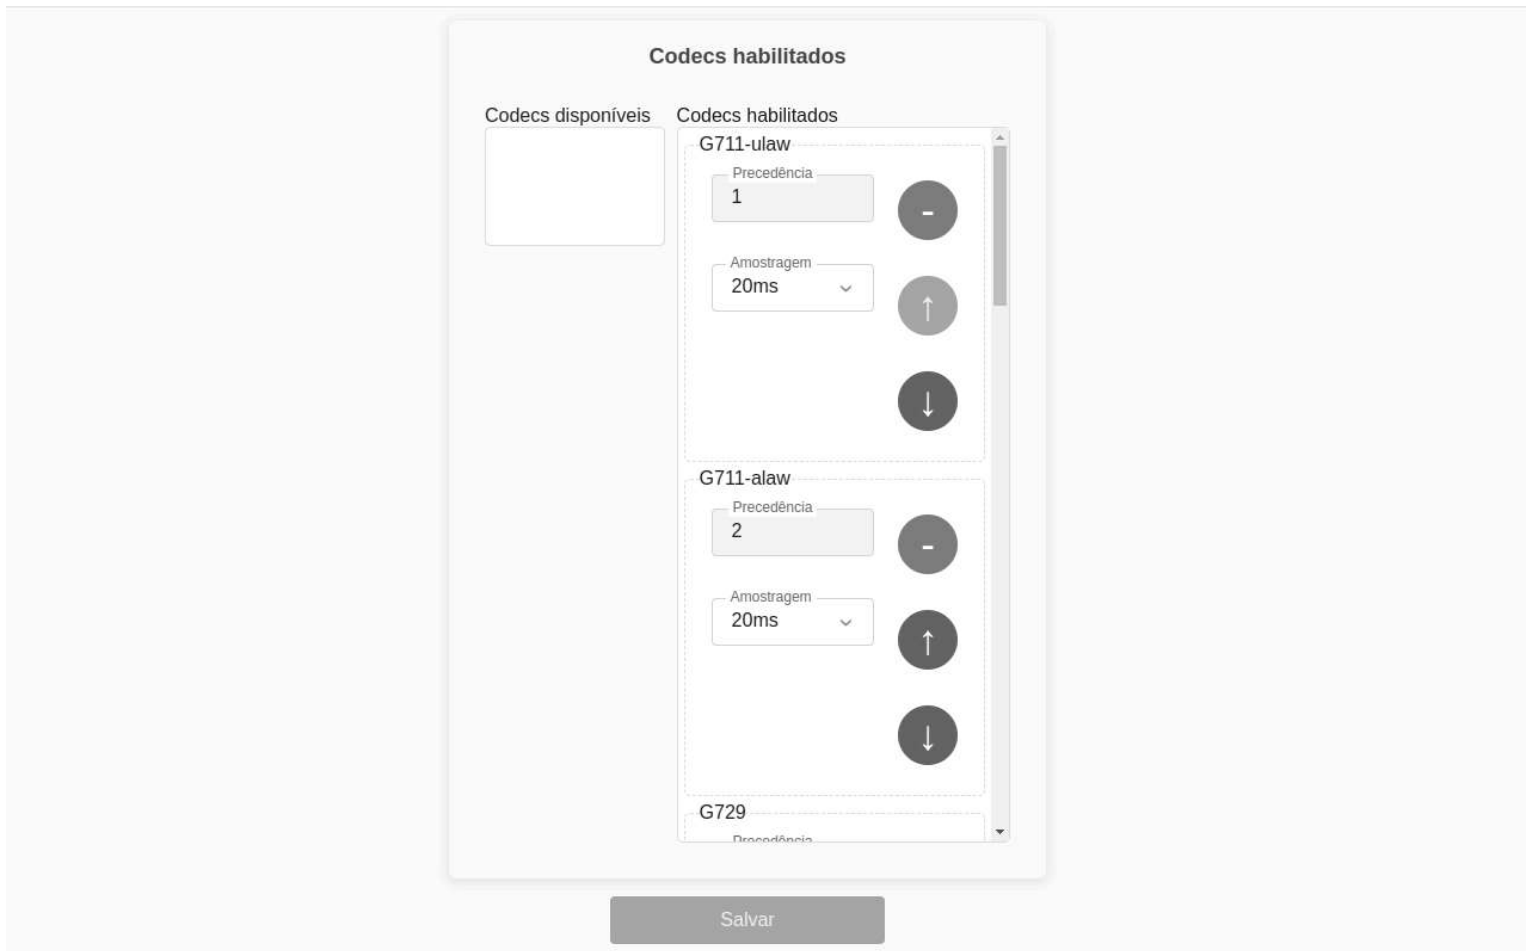 Codecs habilitados
Codecs disponíveis
Codecs habilitados
G711-ulaw
Precedência
1
-
Amostragem
20ms
↑
↓
G711-alaw
Precedência
2
-
Amostragem
20ms
↑
↓
G729
Precedência
Salvar